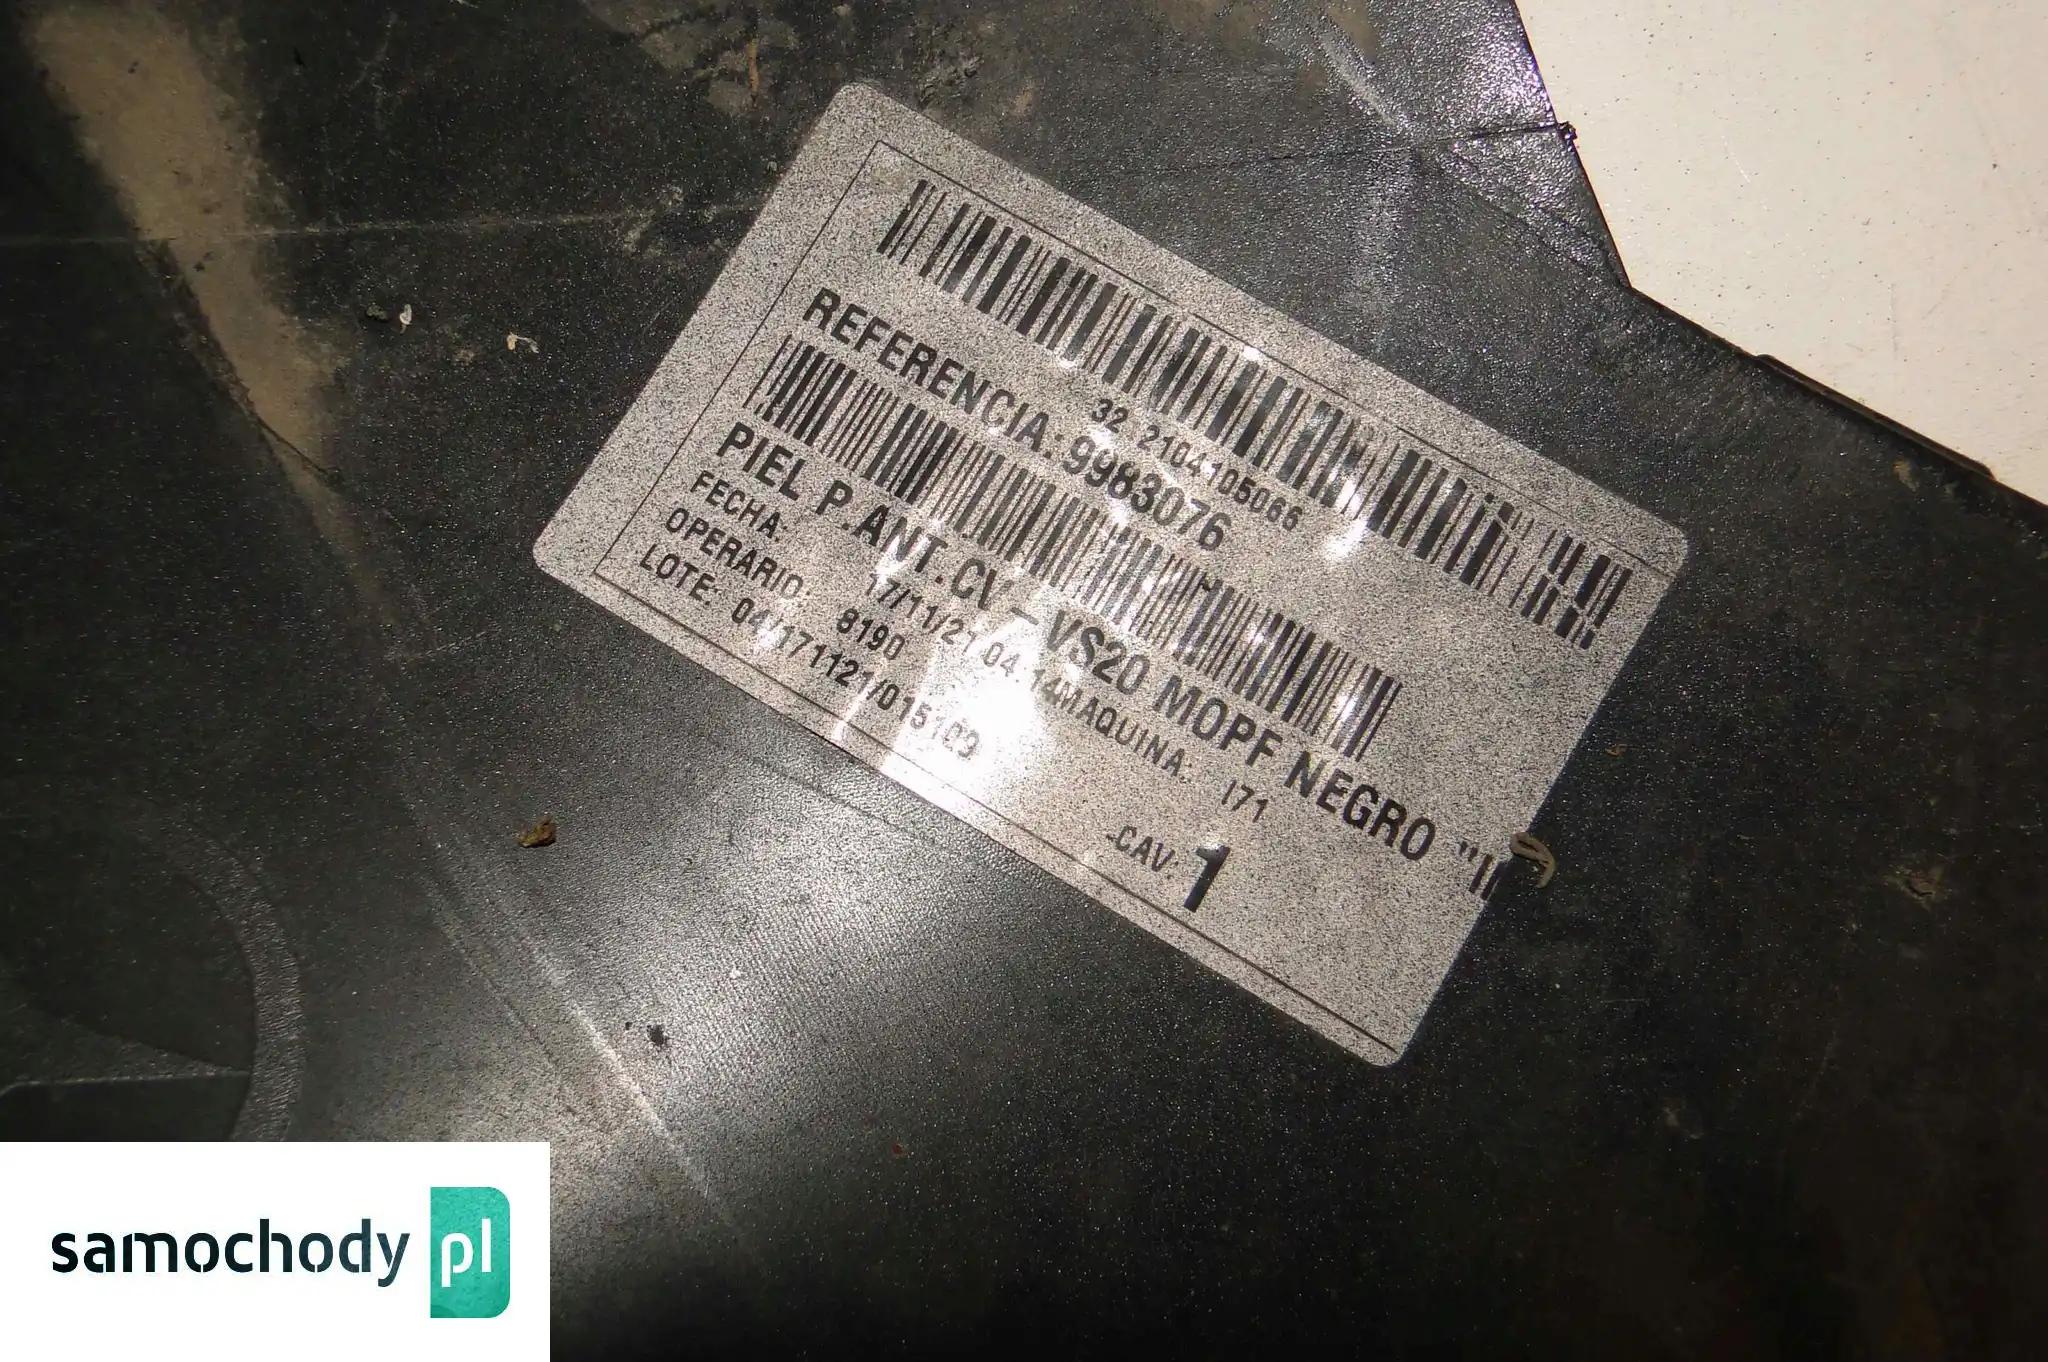 32 2104105066
REFERENCIA: 9983076
PIEL P.ANT.CV - VS20 MOPF NEGRO "I
FECHA: 17/11/21 04:14 MAQUINA: I71
OPERARIO: 8190
LOTE: 04/171121/015109
-CAV: 1
samochody pl